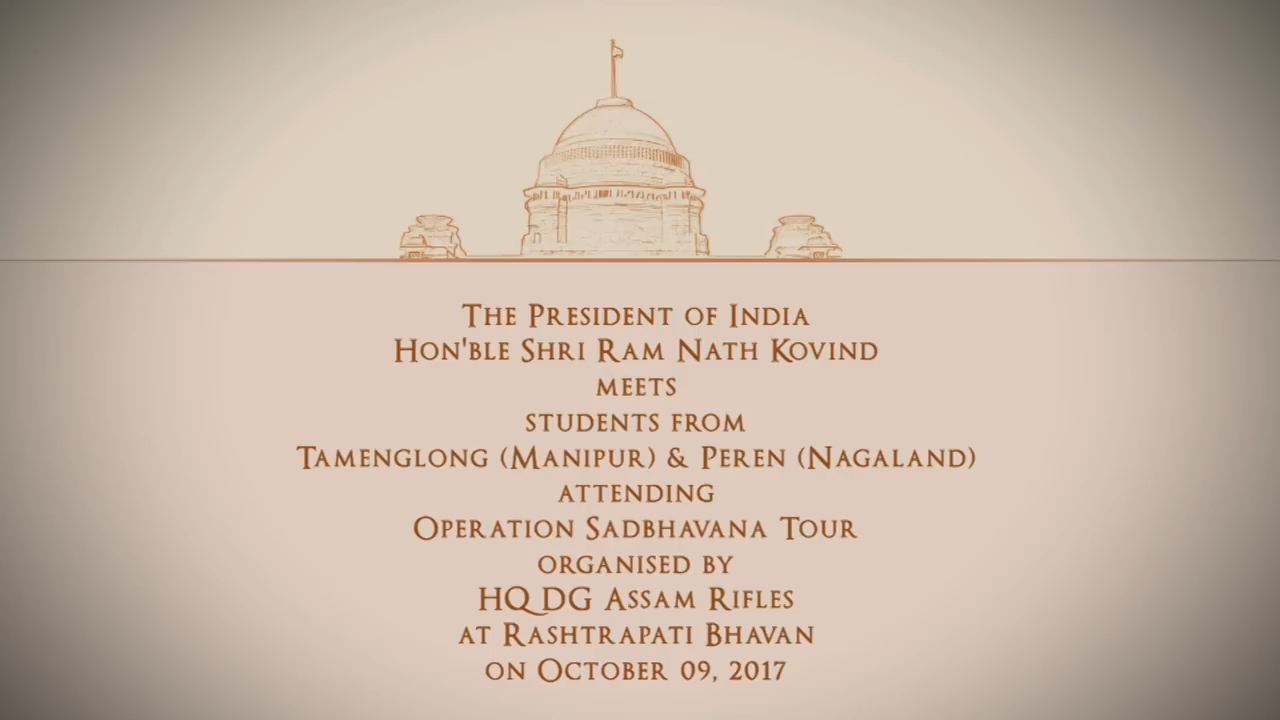 The President of India
Hon'ble Shri Ram Nath Kovind
meets
students from
Tamenglong (Manipur) & Peren (Nagaland)
attending
Operation Sadbhavana Tour
organised by
HQ DG Assam Rifles
at Rashtrapati Bhavan
on October 09, 2017